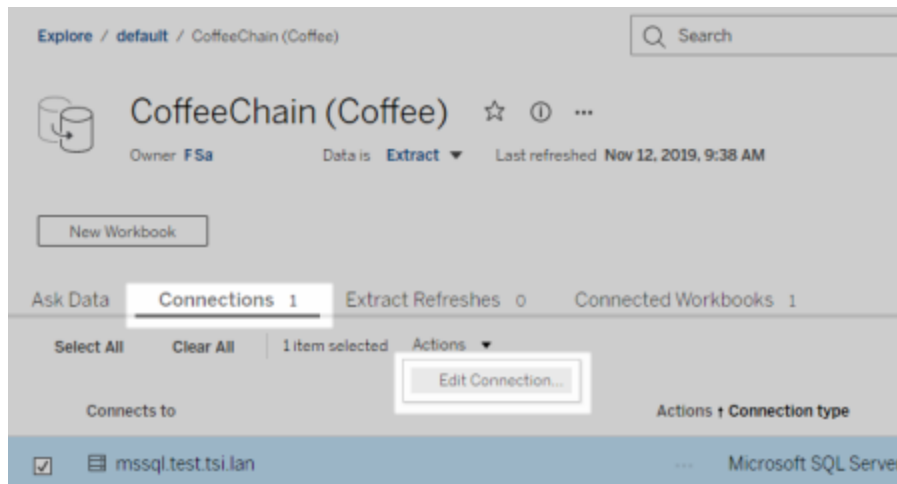 Explore / default / CoffeeChain (Coffee)
Search
CoffeeChain (Coffee)
Owner FSa Data is Extract Last refreshed Nov 12, 2019, 9:38 AM
New Workbook
Ask Data Connections 1 Extract Refreshes 0 Connected Workbooks 1
Select All Clear All 1 item selected Actions
Edit Connection...
Connects to Actions ↑ Connection type
mssql.test.tsi.lan ... Microsoft SQL Server